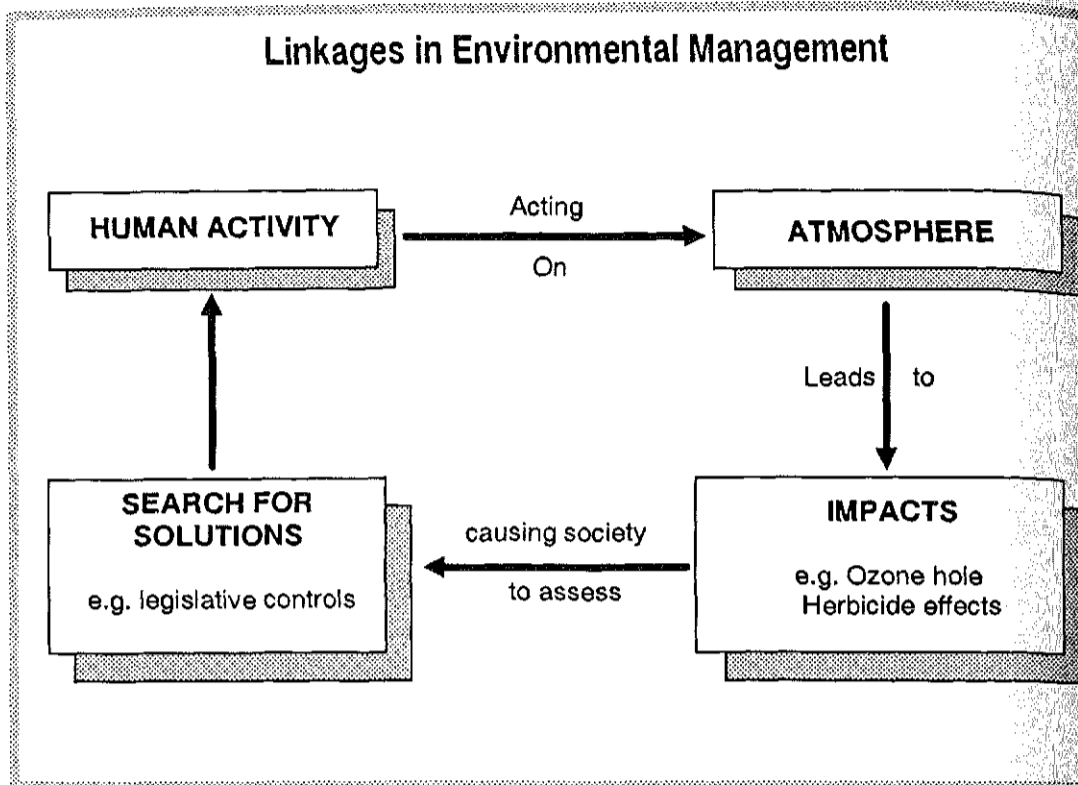 Linkages in Environmental Management
HUMAN ACTIVITY
Acting
On
ATMOSPHERE
Leads to
IMPACTS
e.g. Ozone hole
Herbicide effects
causing society
to assess
SEARCH FOR
SOLUTIONS
e.g. legislative controls